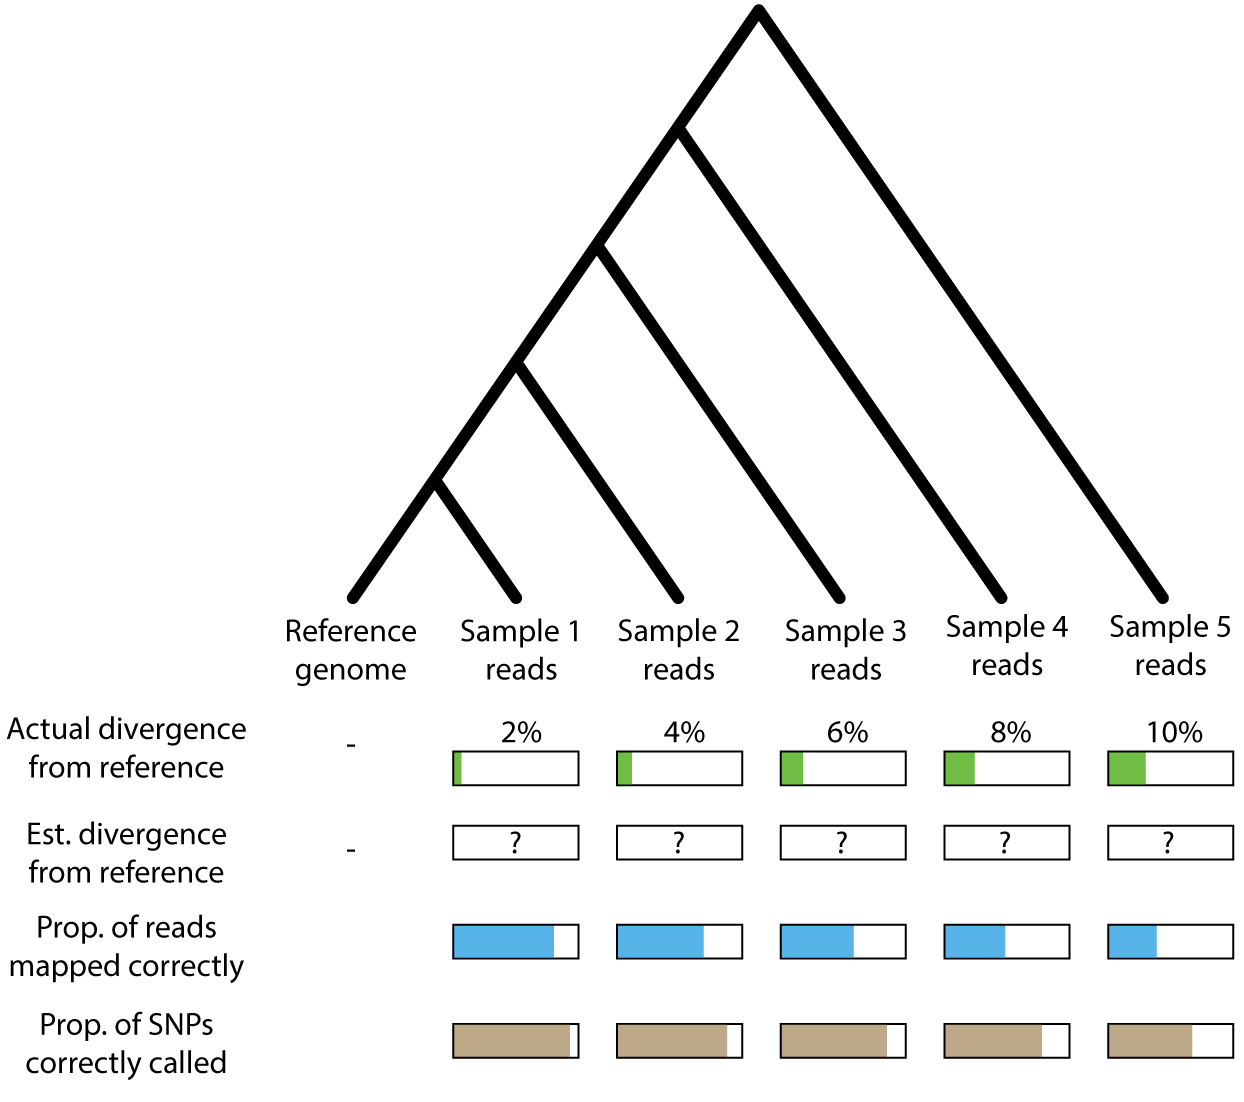 Reference
genome
Sample 1
reads
Sample 2
reads
Sample 3
reads
Sample 4
reads
Sample 5
reads
Actual divergence
from reference
-
2%
4%
6%
8%
10%
Est. divergence
from reference
-
?
?
?
?
?
Prop. of reads
mapped correctly
Prop. of SNPs
correctly called